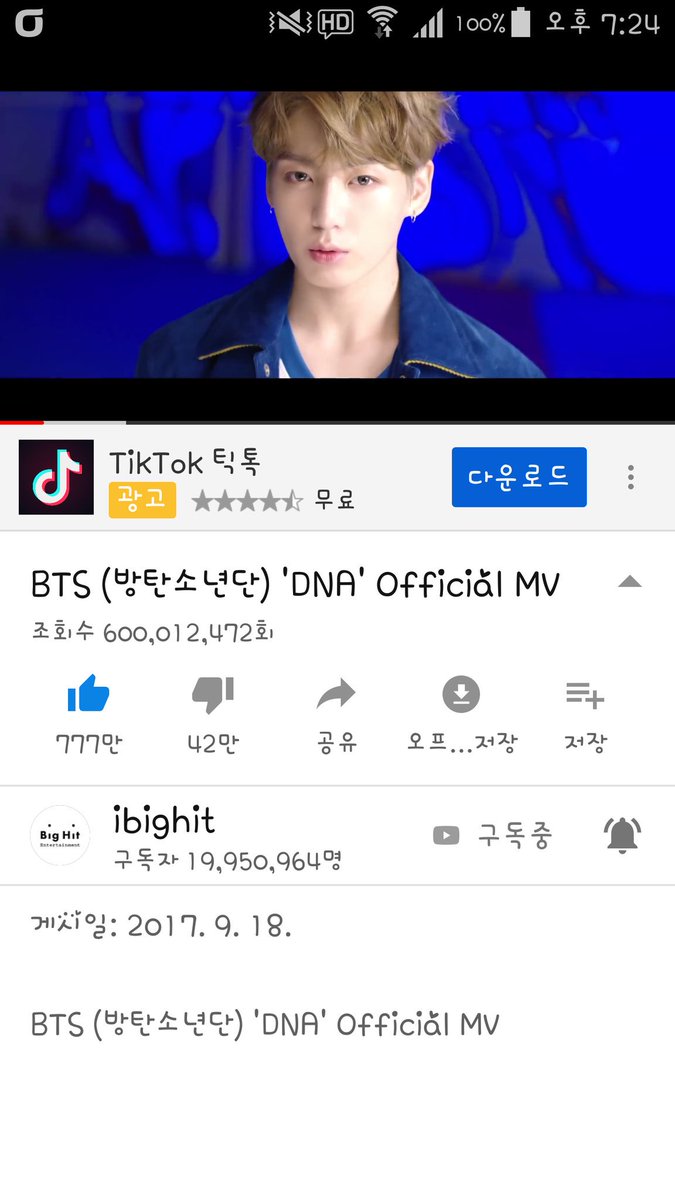 HD 100% 오후 7:24
TikTok 틱톡
광고 무료
다운로드
BTS (방탄소년단) 'DNA' Official MV
조회수 600,012,472회
777만 42만 공유 오프...저장 저장
Big Hit
Entertainment
ibighit
구독자 19,950,964명
구독중
게시일: 2017. 9. 18.
BTS (방탄소년단) 'DNA' Official MV